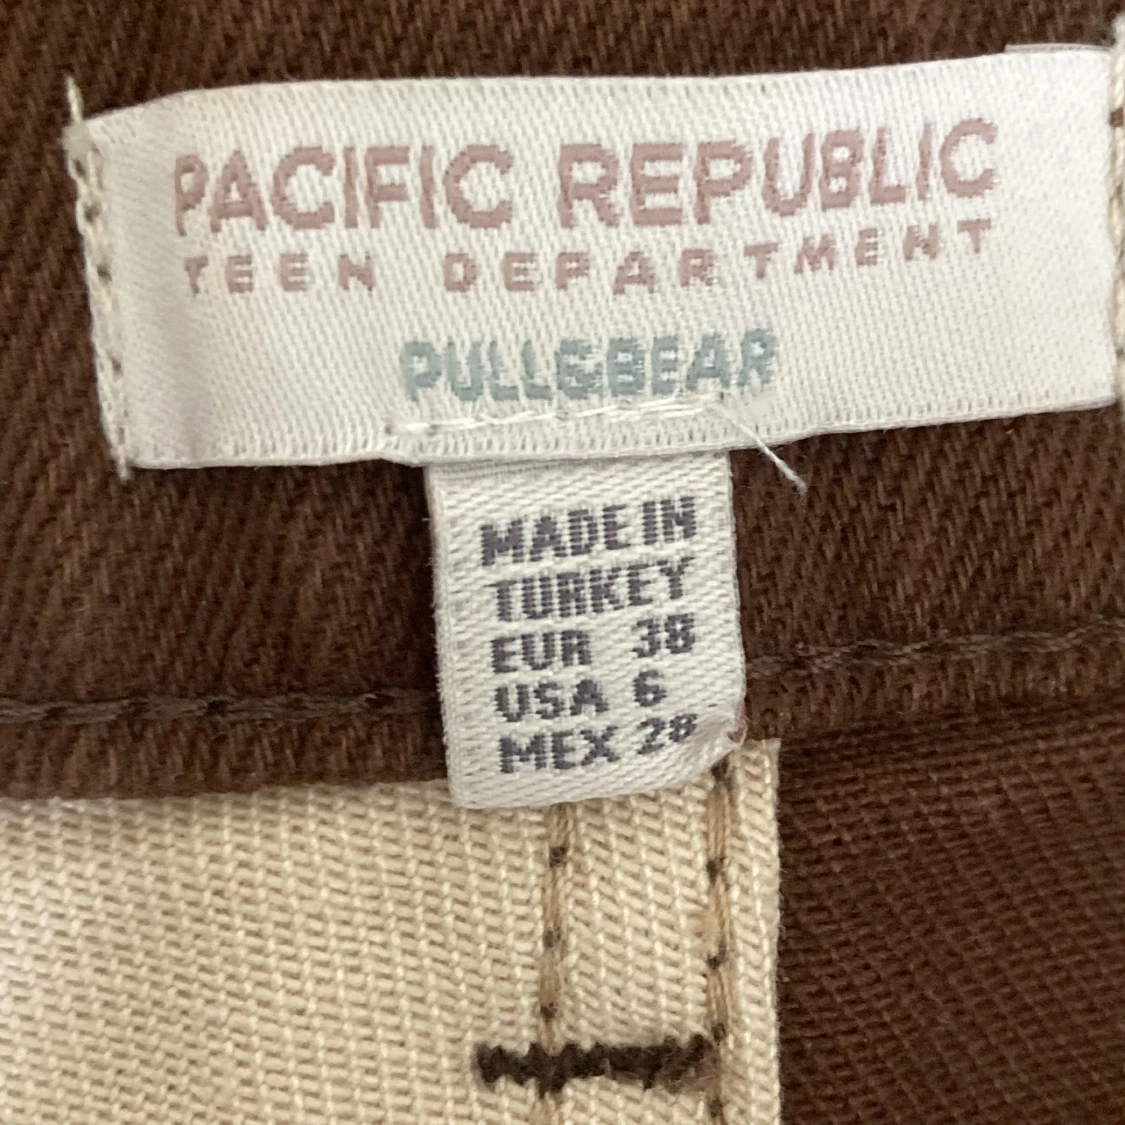 PACIFIC REPUBLIC
TEEN DEPARTMENT
PULL&BEAR
MADE IN
TURKEY
EUR 38
USA 6
MEX 28